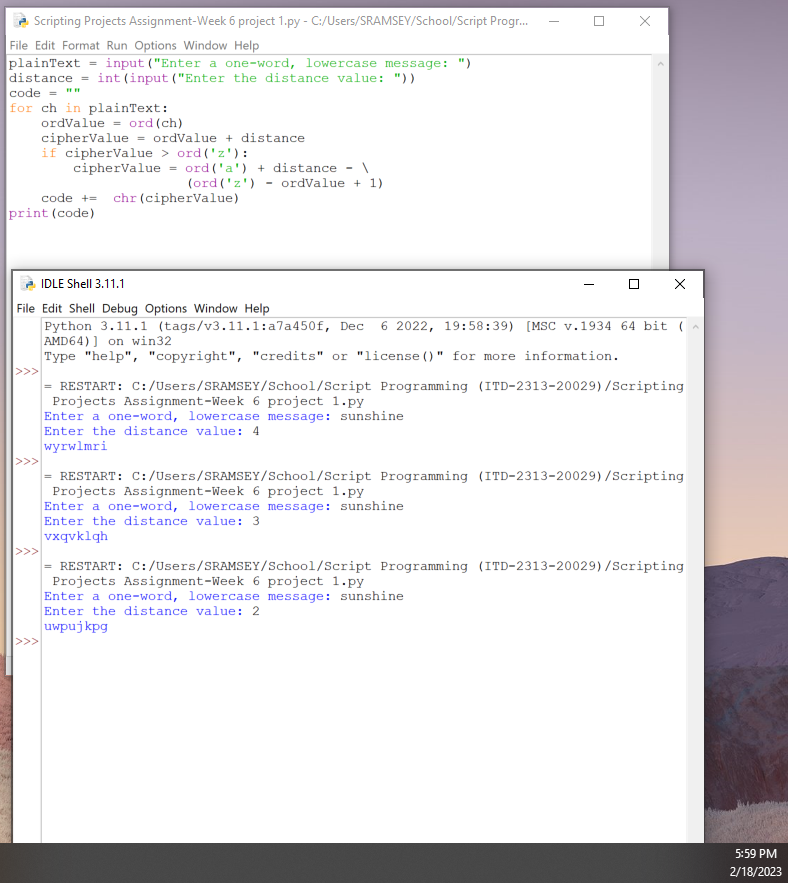 Scripting Projects Assignment-Week 6 project 1.py - C:/Users/SRAMSEY/School/Script Progr...
File Edit Format Run Options Window Help
plainText = input("Enter a one-word, lowercase message: ")
distance = int(input("Enter the distance value: "))
code = ""
for ch in plainText:
    ordValue = ord(ch)
    cipherValue = ordValue + distance
    if cipherValue > ord('z'):
        cipherValue = ord('a') + distance - \
                      (ord('z') - ordValue + 1)
    code +=  chr(cipherValue)
print(code)
IDLE Shell 3.11.1
File Edit Shell Debug Options Window Help
Python 3.11.1 (tags/v3.11.1:a7a450f, Dec  6 2022, 19:58:39) [MSC v.1934 64 bit (
AMD64)] on win32
Type "help", "copyright", "credits" or "license()" for more information.
>>>
= RESTART: C:/Users/SRAMSEY/School/Script Programming (ITD-2313-20029)/Scripting
 Projects Assignment-Week 6 project 1.py
Enter a one-word, lowercase message: sunshine
Enter the distance value: 4
wyrwlmri
>>>
= RESTART: C:/Users/SRAMSEY/School/Script Programming (ITD-2313-20029)/Scripting
 Projects Assignment-Week 6 project 1.py
Enter a one-word, lowercase message: sunshine
Enter the distance value: 3
vxqvklqh
>>>
= RESTART: C:/Users/SRAMSEY/School/Script Programming (ITD-2313-20029)/Scripting
 Projects Assignment-Week 6 project 1.py
Enter a one-word, lowercase message: sunshine
Enter the distance value: 2
uwpujkpg
>>>
5:59 PM
2/18/2023